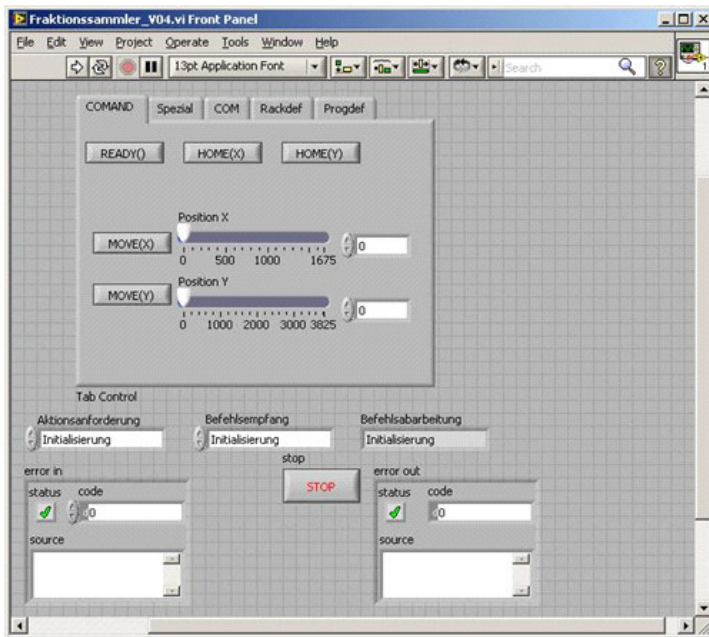 Fraktionssammler_V04.vi Front Panel
File Edit View Project Operate Tools Window Help
13pt Application Font Search
1
COMAND Spezial COM Rackdef Progdef
READY() HOME(X) HOME(Y)
Position X
MOVE(X) 0
0 500 1000 1675
Position Y
MOVE(Y) 0
0 1000 2000 3000 3825
Tab Control
Aktionsanforderung Befehlsempfang Befehlsabarbeitung
Initialisierung Initialisierung Initialisierung
stop
error in STOP error out
status code status code
0 0
source source